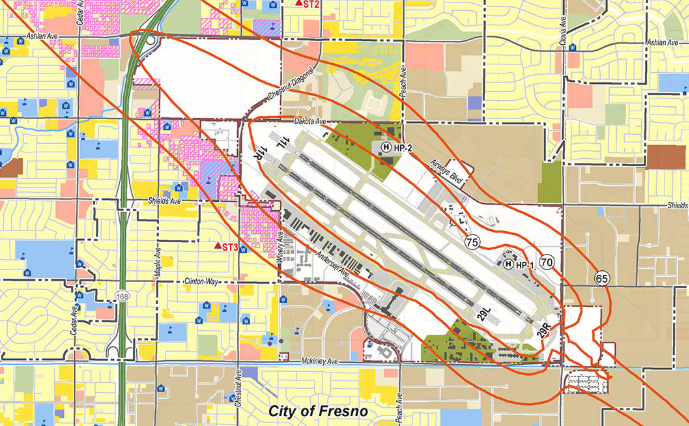 ST2
Cedar Ave
Ashlan Ave
Clovis Ave
Ashlan Ave
Chestnut Diagonal
Peach Ave
Dakota Ave
11L
11R
H HP-2
Airways Blvd
Shields Ave
Shields
75
70
65
ST3
Winery Ave
Andersen Ave
H HP-1
Maple Ave
Clinton Way
168
Cedar Ave
29L
29R
McKinley Ave
Chestnut Ave
Peach Ave
City of Fresno